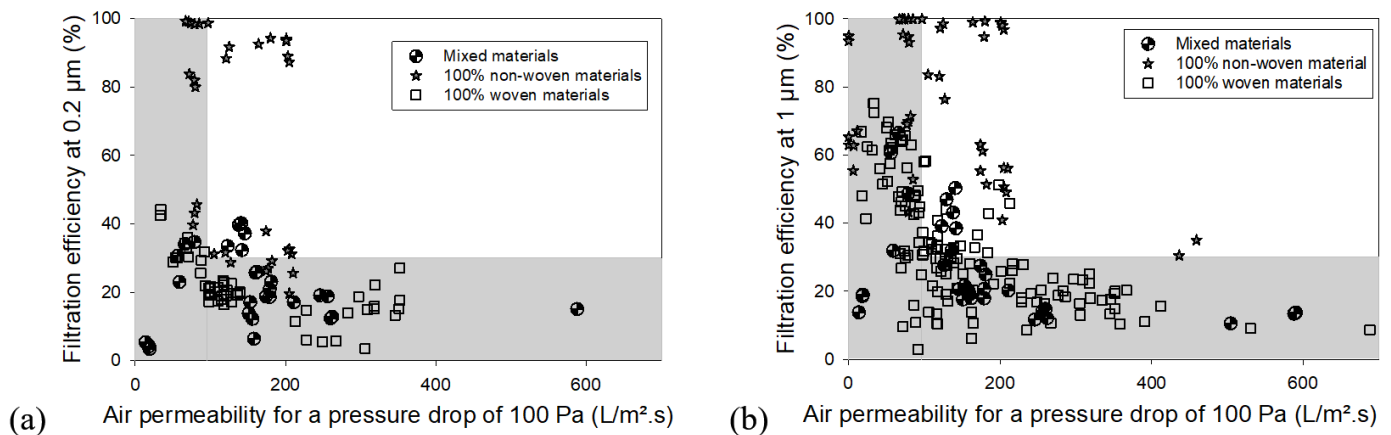 Filtration efficiency at 0.2 µm (%)
100
80
60
40
20
0
Mixed materials
100% non-woven materials
100% woven materials
0
200
400
600
(a)
Air permeability for a pressure drop of 100 Pa (L/m².s)
Filtration efficiency at 1 µm (%)
100
80
60
40
20
0
Mixed materials
100% non-woven material
100% woven materials
0
200
400
600
(b)
Air permeability for a pressure drop of 100 Pa (L/m².s)